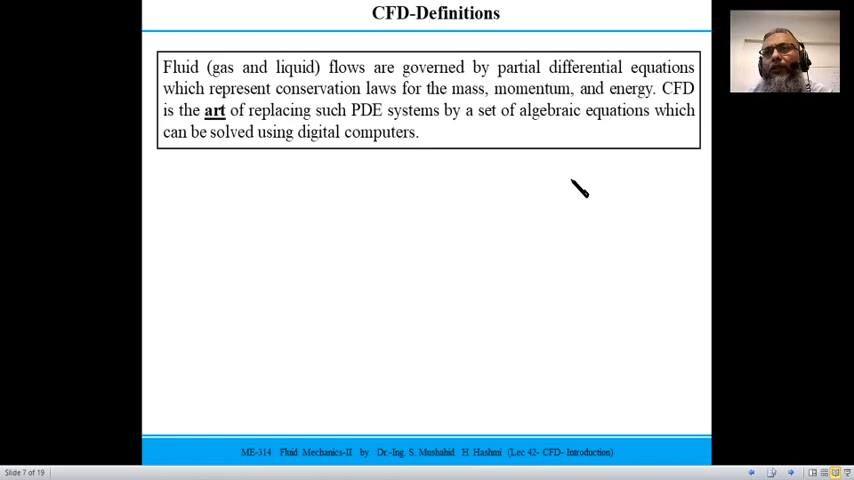 CFD-Definitions
Fluid (gas and liquid) flows are governed by partial differential equations
which represent conservation laws for the mass, momentum, and energy. CFD
is the art of replacing such PDE systems by a set of algebraic equations which
can be solved using digital computers.
ME-314 Fluid Mechanics-II by Dr.-Ing. S. Mushahid H Hashmi (Lec 42- CFD- Introduction)
Slide 7 of 19